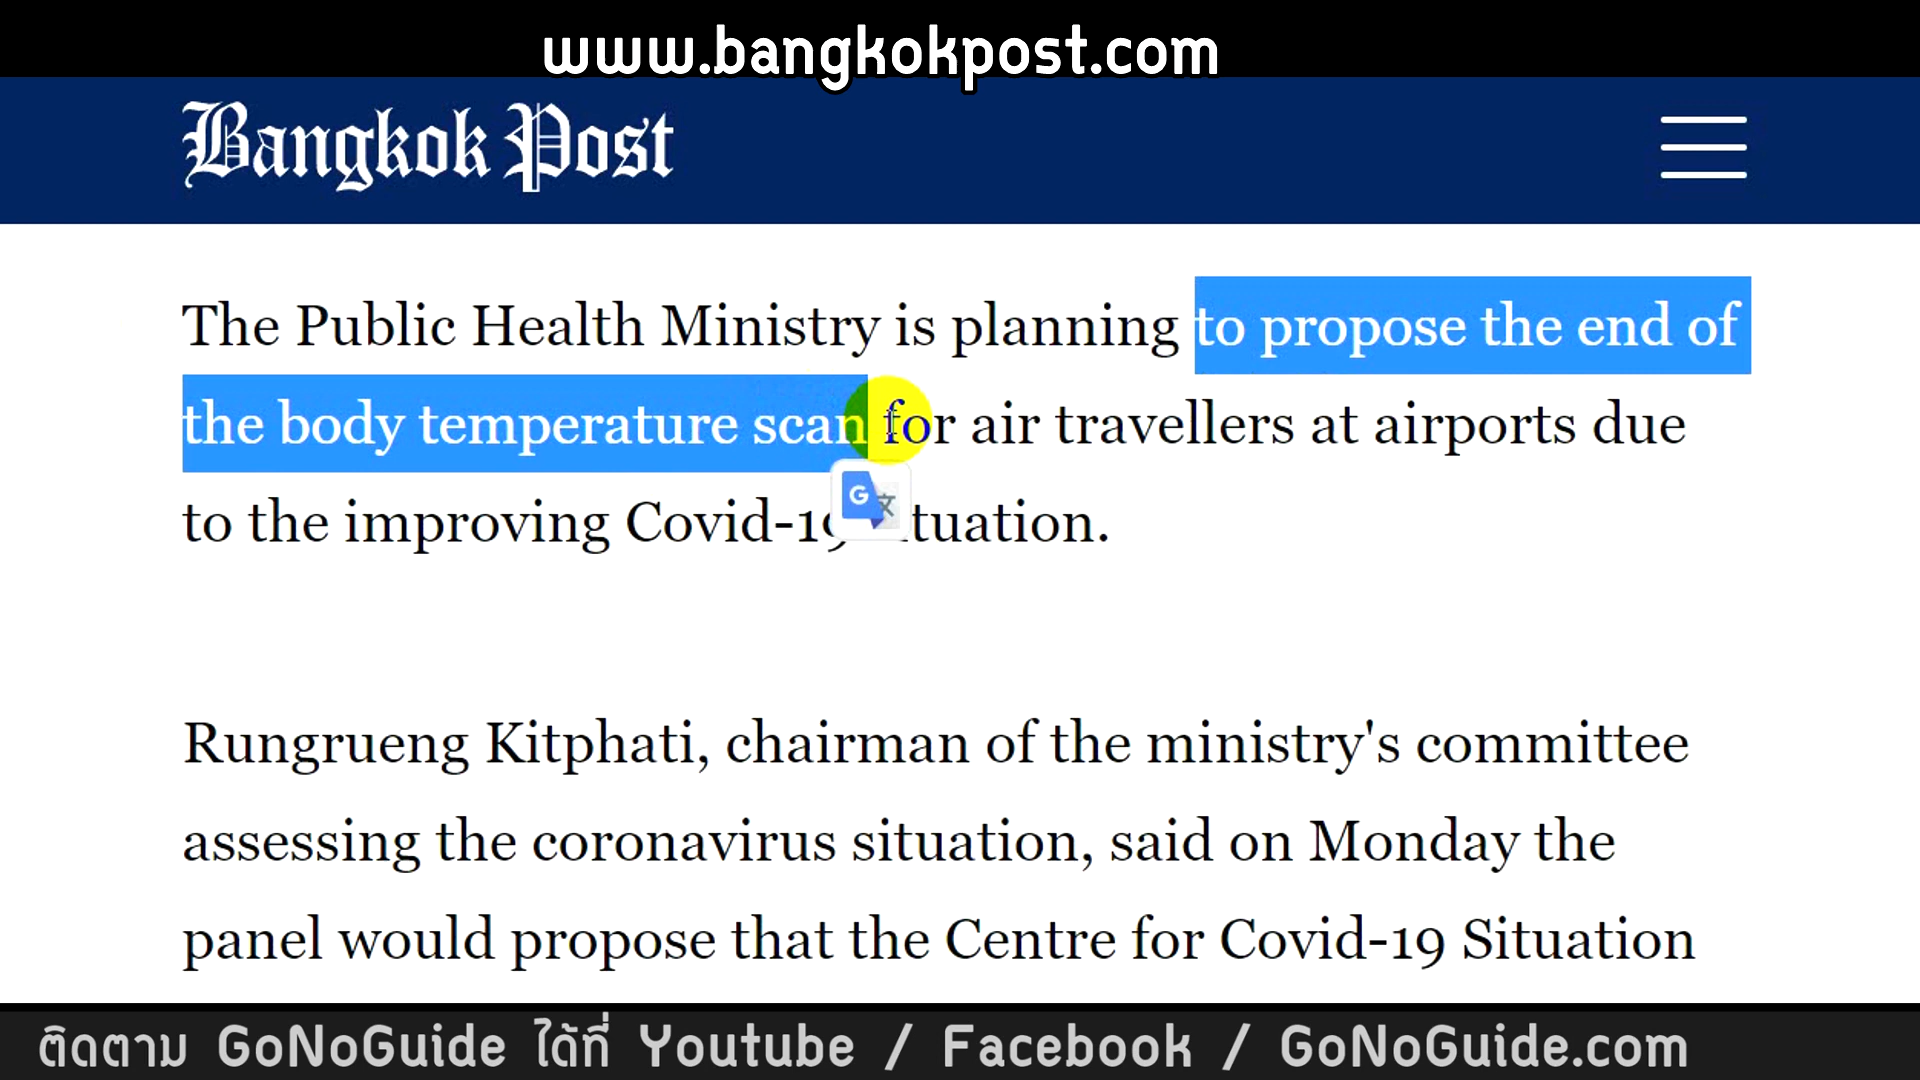 www.bangkokpost.com
Bangkok Post
The Public Health Ministry is planning to propose the end of
the body temperature scan for air travellers at airports due
to the improving Covid-19 situation.
Rungrueng Kitphati, chairman of the ministry's committee
assessing the coronavirus situation, said on Monday the
panel would propose that the Centre for Covid-19 Situation
ติดตาม GoNoGuide ได้ที่ Youtube / Facebook / GoNoGuide.com